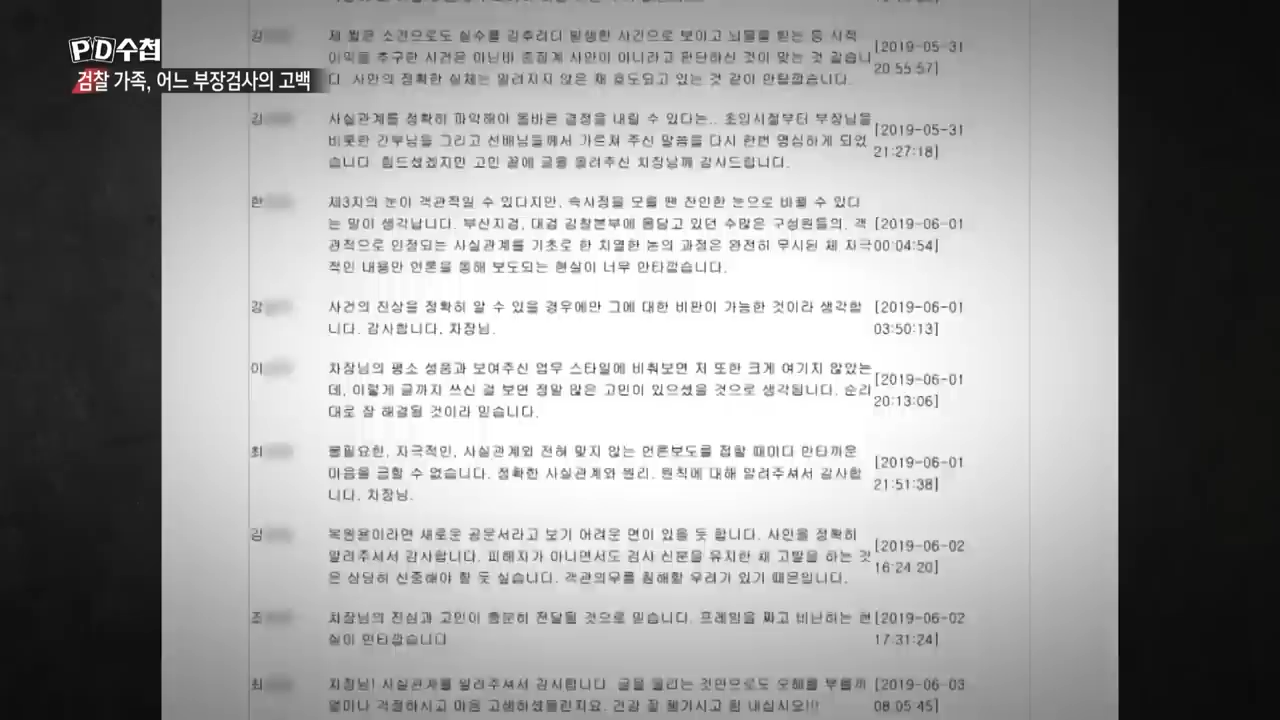 PD수첩
검찰 가족, 어느 부장검사의 고백
강
제 짧은 소견으로도 실수를 감추려다 발생한 사건으로 보이고 뇌물을 받는 등 사적
이익을 추구한 사건은 아닌바 중징계 사안이 아니라고 판단하신 것이 맞는 것 같습니
다 사안의 정확한 실체는 알려지지 않은 채 호도되고 있는 것 같아 안타깝습니다.
[2019-05-31
20:55:57]
김
사실관계를 정확히 파악해야 올바른 결정을 내릴 수 있다는.. 초임시절부터 부장님을
비롯한 간부님들 그리고 선배님들께서 가르쳐 주신 말씀을 다시 한번 명심하게 되었
습니다 힘드셨겠지만 고민 끝에 글을 올려주신 차장님께 감사드립니다.
[2019-05-31
21:27:18]
한
제3자의 눈이 객관적일 수 있다지만, 속사정을 모를 땐 잔인한 눈으로 바뀔 수 있다
는 말이 생각납니다. 부산지검, 대검 감찰본부에 몸담고 있던 수많은 구성원들의, 객
관적으로 인정되는 사실관계를 기초로 한 치열한 논의 과정은 완전히 무시된 채 자극
적인 내용만 언론을 통해 보도되는 현실이 너무 안타깝습니다.
[2019-06-01
00:04:54]
강
사건의 진상을 정확히 알 수 있을 경우에만 그에 대한 비판이 가능한 것이라 생각합
니다. 감사합니다, 차장님.
[2019-06-01
03:50:13]
이
차장님의 평소 성품과 보여주신 업무 스타일에 비춰보면 저 또한 크게 여기지 않았는
데, 이렇게 글까지 쓰신 걸 보면 정말 많은 고민이 있으셨을 것으로 생각됩니다. 순리
대로 잘 해결될 것이라 믿습니다.
[2019-06-01
20:13:06]
최
불필요한, 자극적인, 사실관계와 전혀 맞지 않는 언론보도를 접할 때마다 안타까운
마음을 금할 수 없습니다. 정확한 사실관계와 원리, 원칙에 대해 알려주셔서 감사합
니다, 차장님.
[2019-06-01
21:51:38]
김
복원용이라면 새로운 공문서라고 보기 어려운 면이 있을 듯 합니다. 사안을 정확히
알려주셔서 감사합니다. 피해자가 아니면서도 검사 신분을 유지한 채 고발을 하는 것
은 상당히 신중해야 할 듯 싶습니다. 객관의무를 침해할 우려가 있기 때문입니다.
[2019-06-02
16:24 20]
조
차장님의 진심과 고민이 충분히 전달될 것으로 믿습니다. 프레임을 짜고 비난하는 현
실이 안타깝습니다
[2019-06-02
17:31:24]
최
차장님! 사실관계를 알려주셔서 감사합니다 글을 올리는 것만으로도 오해를 부를까
얼마나 걱정하시고 마음 고생하셨을런지요. 건강 잘 챙기시고 힘 내십시오!!!
[2019-06-03
08:05:45]